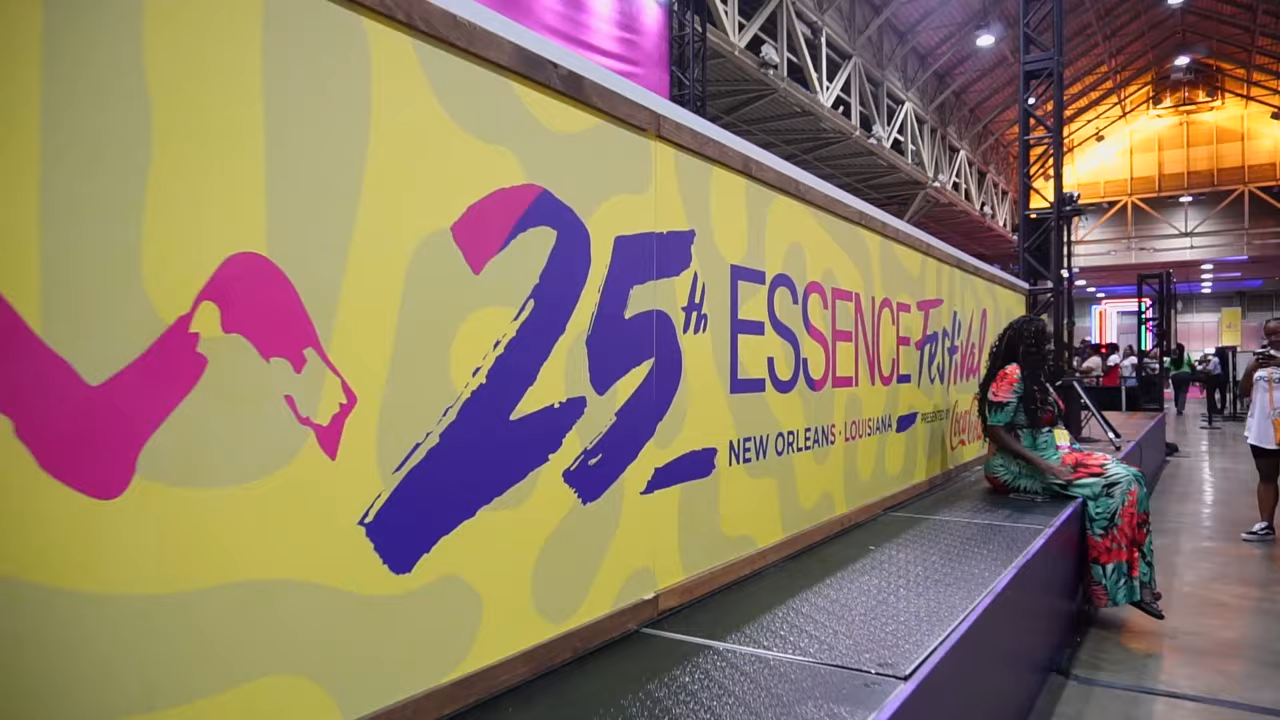 25th ESSENCE Festival
NEW ORLEANS · LOUISIANA PRESENTED BY Coca-Cola